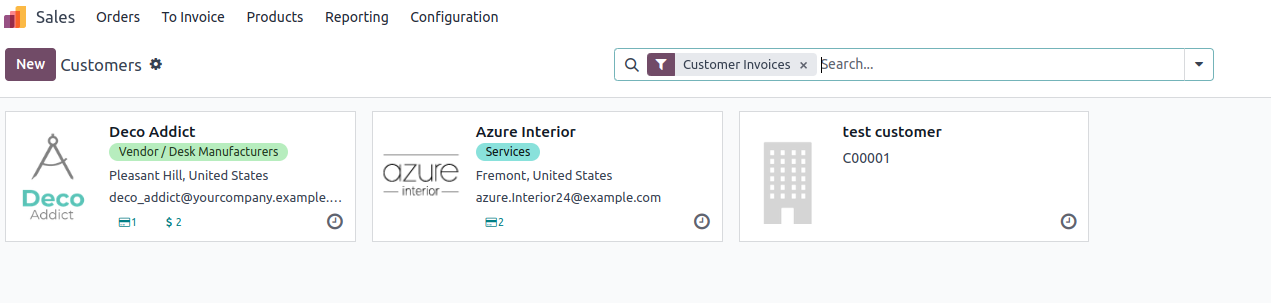 Sales Orders To Invoice Products Reporting Configuration
New Customers Customer Invoices × Search...
Deco Addict
Vendor / Desk Manufacturers
Pleasant Hill, United States
deco_addict@yourcompany.example....
1 $ 2
Deco
Addict
Azure Interior
Services
Fremont, United States
azure.Interior24@example.com
2
azure
interior
test customer
C00001